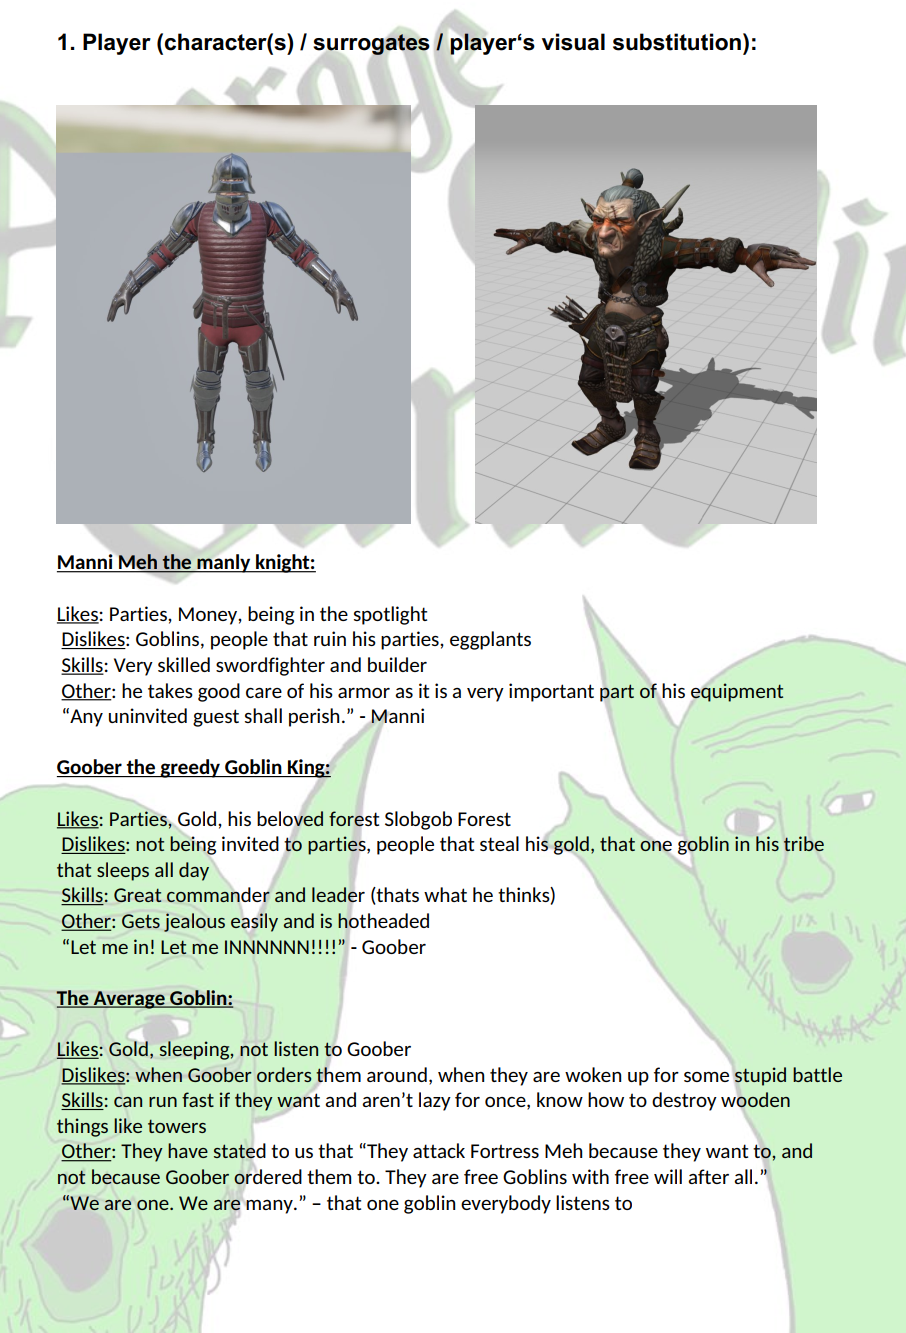 1. Player (character(s) / surrogates / player‘s visual substitution):
Manni Meh the manly knight:
Likes: Parties, Money, being in the spotlight
Dislikes: Goblins, people that ruin his parties, eggplants
Skills: Very skilled swordfighter and builder
Other: he takes good care of his armor as it is a very important part of his equipment
“Any uninvited guest shall perish.” - Manni
Goober the greedy Goblin King:
Likes: Parties, Gold, his beloved forest Slobgob Forest
Dislikes: not being invited to parties, people that steal his gold, that one goblin in his tribe
that sleeps all day
Skills: Great commander and leader (thats what he thinks)
Other: Gets jealous easily and is hotheaded
“Let me in! Let me INNNNNN!!!!” - Goober
The Average Goblin:
Likes: Gold, sleeping, not listen to Goober
Dislikes: when Goober orders them around, when they are woken up for some stupid battle
Skills: can run fast if they want and aren’t lazy for once, know how to destroy wooden
things like towers
Other: They have stated to us that “They attack Fortress Meh because they want to, and
not because Goober ordered them to. They are free Goblins with free will after all.”
“We are one. We are many.” – that one goblin everybody listens to